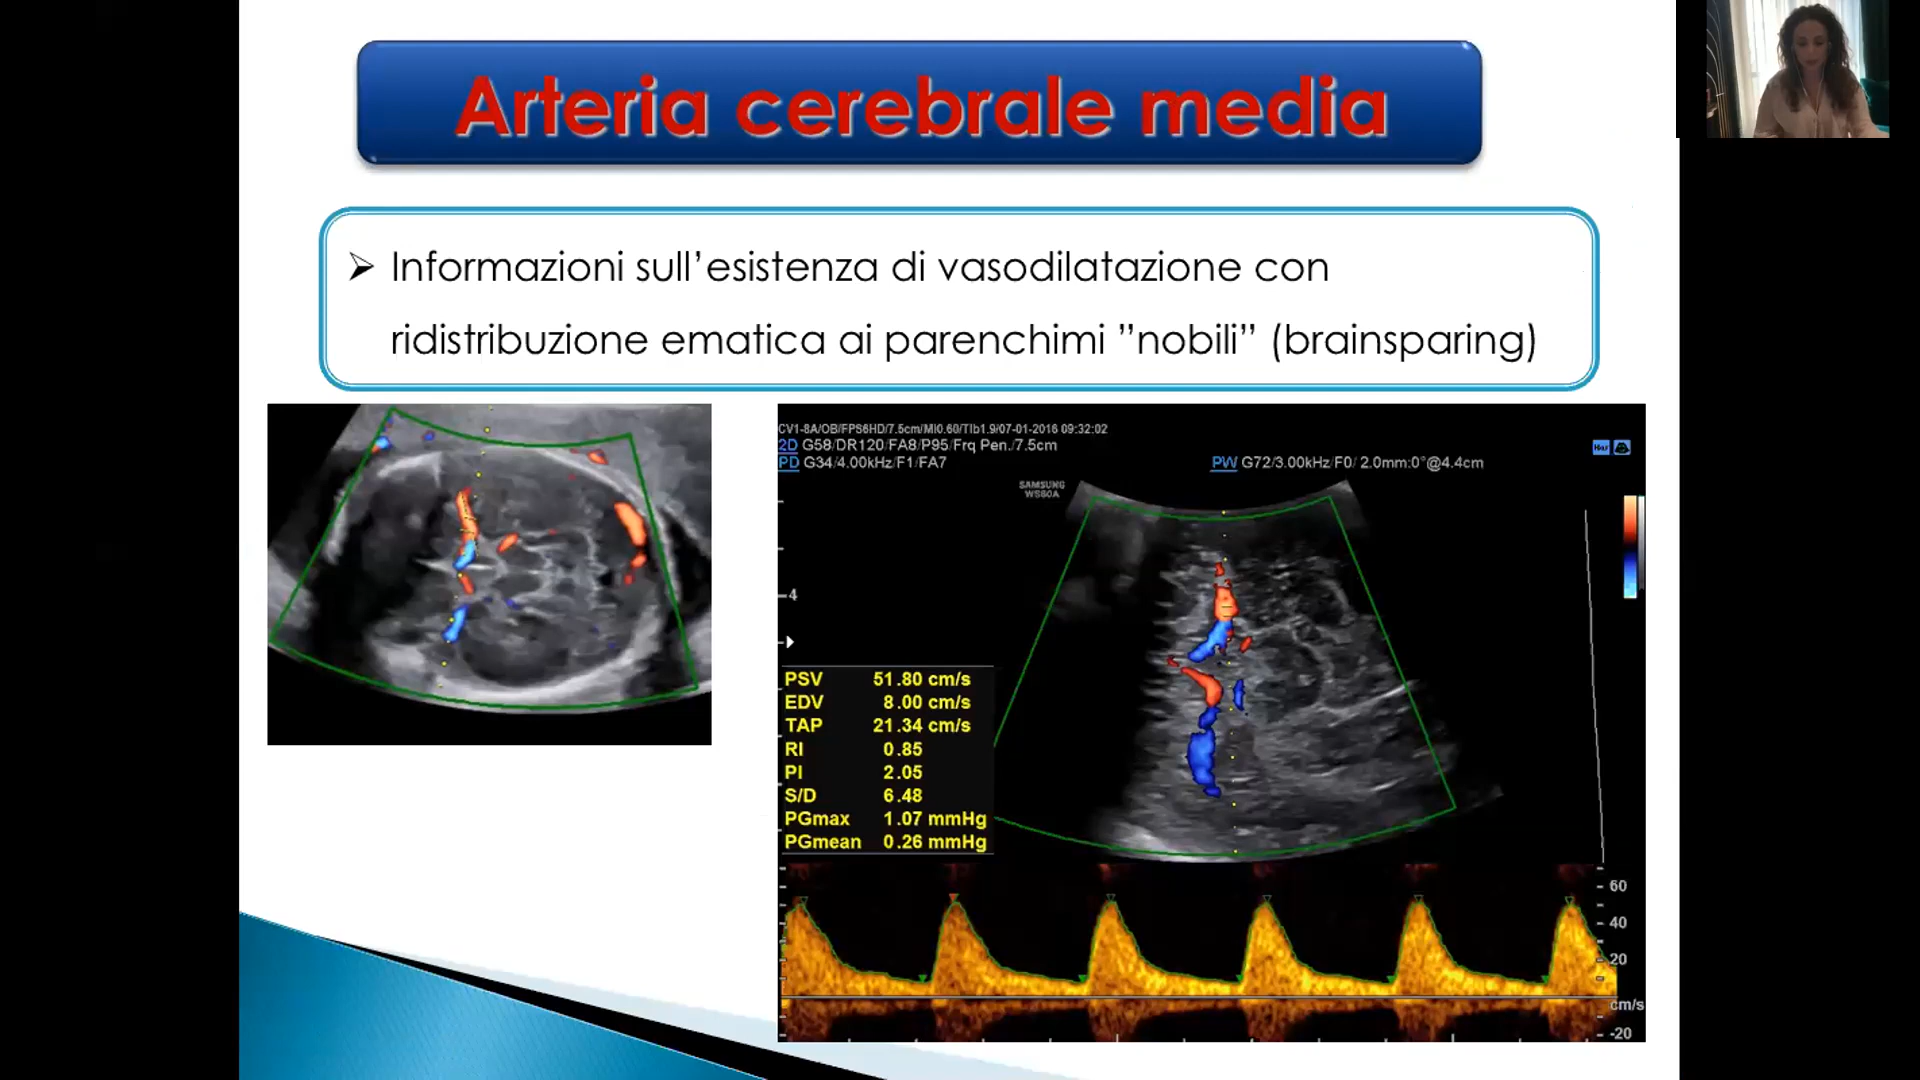 Arteria cerebrale media
➢ Informazioni sull’esistenza di vasodilatazione con
ridistribuzione ematica ai parenchimi ”nobili” (brainsparing)
CV1-8A/OB/FPS6HD/7.5cm/MI0.60/TIb1.9/07-01-2016 09:32:02
2D G58/DR120/FA8/P95/Frq Pen./7.5cm
PD G34/4.00kHz/F1/FA7
PW G72/3.00kHz/F0/ 2.0mm:0°@4.4cm
SAMSUNG
WS80A
4
PSV 51.80 cm/s
EDV 8.00 cm/s
TAP 21.34 cm/s
RI 0.85
PI 2.05
S/D 6.48
PGmax 1.07 mmHg
PGmean 0.26 mmHg
60
40
20
cm/s
-20